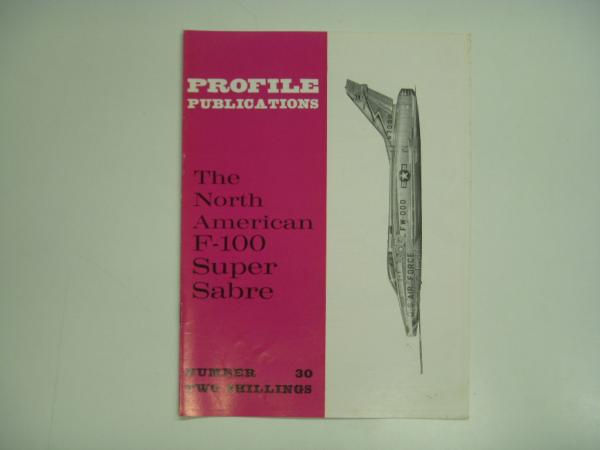 PROFILE
PUBLICATIONS
The
North
American
F-100
Super
Sabre
NUMBER 30
TWO SHILLINGS
FW-000
U.S. AIR FORCE